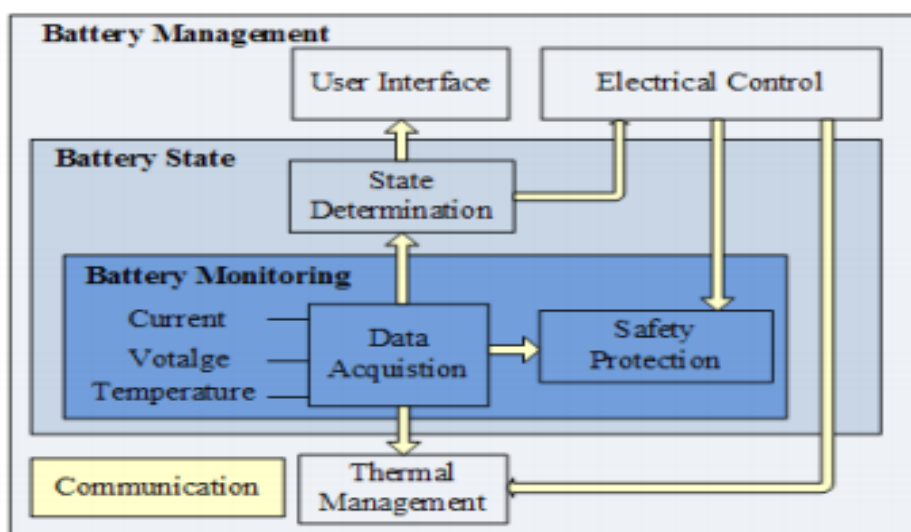 Battery Management
User Interface
Electrical Control
Battery State
State
Determination
Battery Monitoring
Current
Votalge
Temperature
Data
Acquistion
Safety
Protection
Communication
Thermal
Management